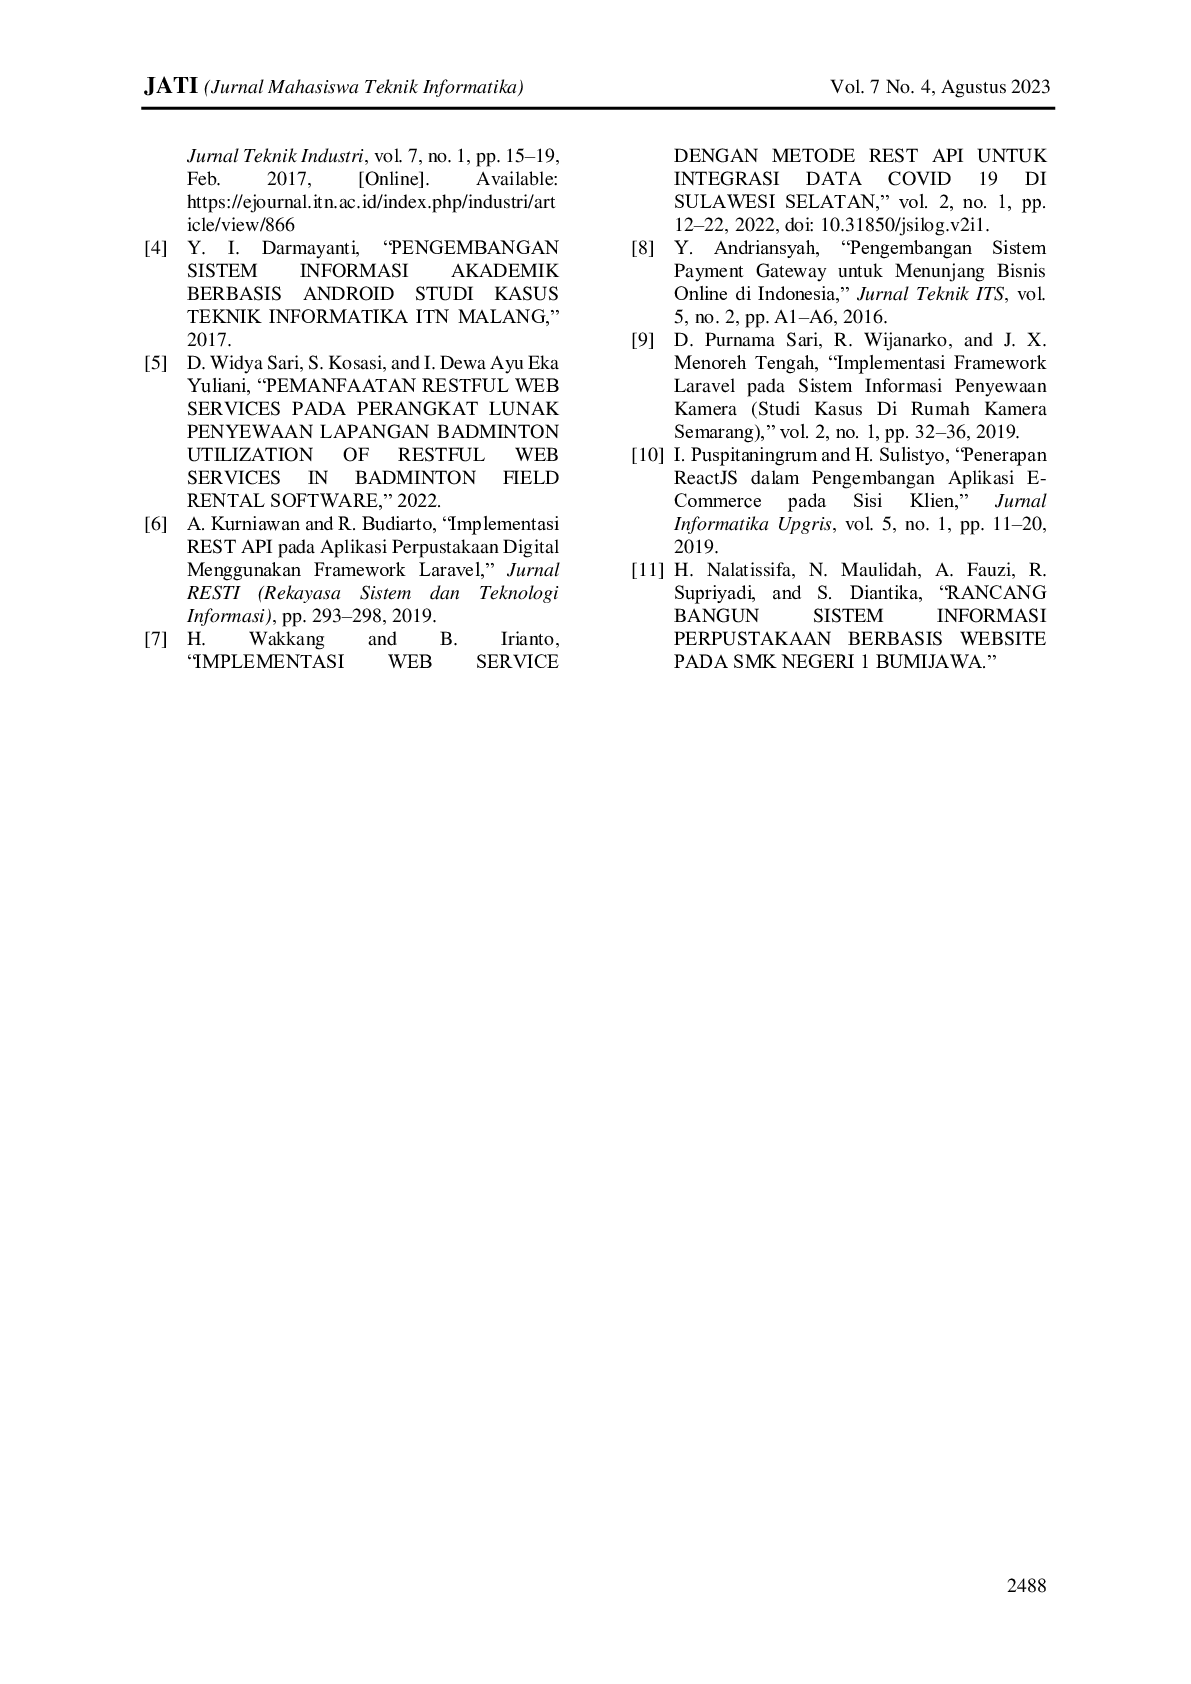 JATI (Jurnal Mahasiswa Teknik Informatika) Vol. 7 No. 4, Agustus 2023
Jurnal Teknik Industri, vol. 7, no. 1, pp. 15–19,
Feb. 2017, [Online]. Available:
https://ejournal.itn.ac.id/index.php/industri/art
icle/view/866
[4] Y. I. Darmayanti, “PENGEMBANGAN
SISTEM INFORMASI AKADEMIK
BERBASIS ANDROID STUDI KASUS
TEKNIK INFORMATIKA ITN MALANG,”
2017.
[5] D. Widya Sari, S. Kosasi, and I. Dewa Ayu Eka
Yuliani, “PEMANFAATAN RESTFUL WEB
SERVICES PADA PERANGKAT LUNAK
PENYEWAAN LAPANGAN BADMINTON
UTILIZATION OF RESTFUL WEB
SERVICES IN BADMINTON FIELD
RENTAL SOFTWARE,” 2022.
[6] A. Kurniawan and R. Budiarto, “Implementasi
REST API pada Aplikasi Perpustakaan Digital
Menggunakan Framework Laravel,” Jurnal
RESTI (Rekayasa Sistem dan Teknologi
Informasi), pp. 293–298, 2019.
[7] H. Wakkang and B. Irianto,
“IMPLEMENTASI WEB SERVICE
DENGAN METODE REST API UNTUK
INTEGRASI DATA COVID 19 DI
SULAWESI SELATAN,” vol. 2, no. 1, pp.
12–22, 2022, doi: 10.31850/jsilog.v2i1.
[8] Y. Andriansyah, “Pengembangan Sistem
Payment Gateway untuk Menunjang Bisnis
Online di Indonesia,” Jurnal Teknik ITS, vol.
5, no. 2, pp. A1–A6, 2016.
[9] D. Purnama Sari, R. Wijanarko, and J. X.
Menoreh Tengah, “Implementasi Framework
Laravel pada Sistem Informasi Penyewaan
Kamera (Studi Kasus Di Rumah Kamera
Semarang),” vol. 2, no. 1, pp. 32–36, 2019.
[10] I. Puspitaningrum and H. Sulistyo, “Penerapan
ReactJS dalam Pengembangan Aplikasi E-
Commerce pada Sisi Klien,” Jurnal
Informatika Upgris, vol. 5, no. 1, pp. 11–20,
2019.
[11] H. Nalatissifa, N. Maulidah, A. Fauzi, R.
Supriyadi, and S. Diantika, “RANCANG
BANGUN SISTEM INFORMASI
PERPUSTAKAAN BERBASIS WEBSITE
PADA SMK NEGERI 1 BUMIJAWA.”
2488